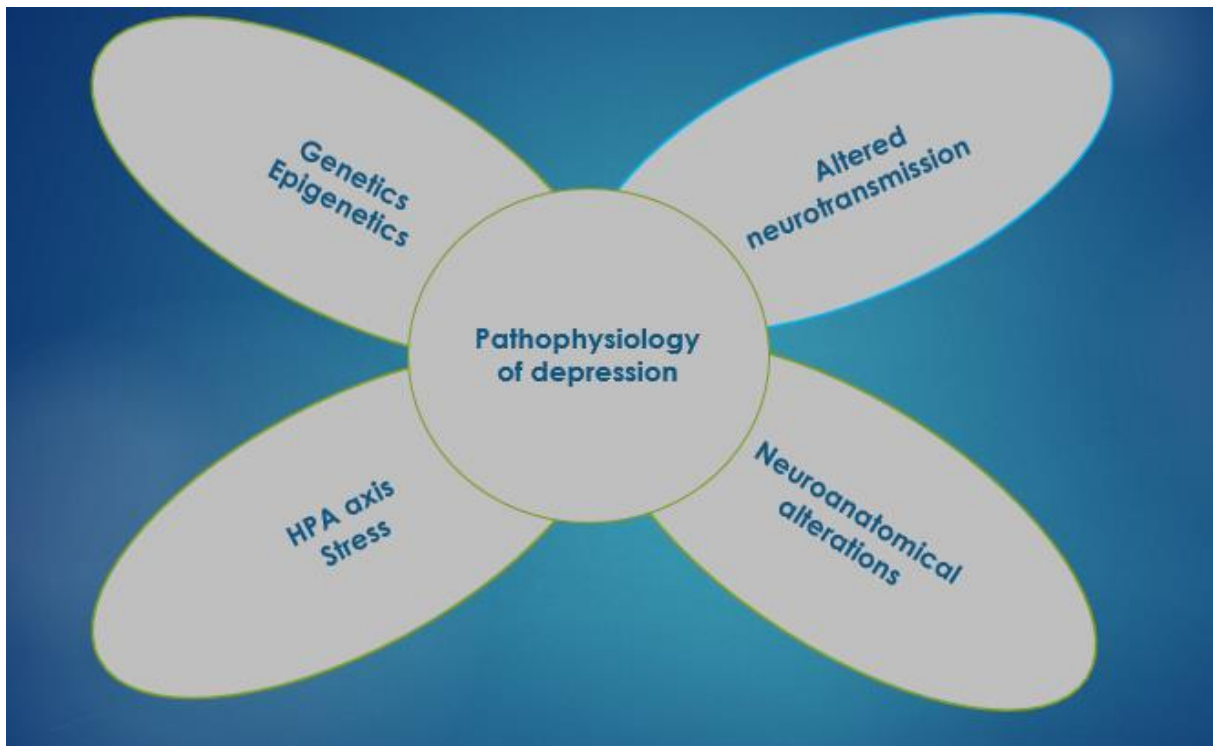 Genetics
Epigenetics
Altered
neurotransmission
Pathophysiology
of depression
HPA axis
Stress
Neuroanatomical
alterations